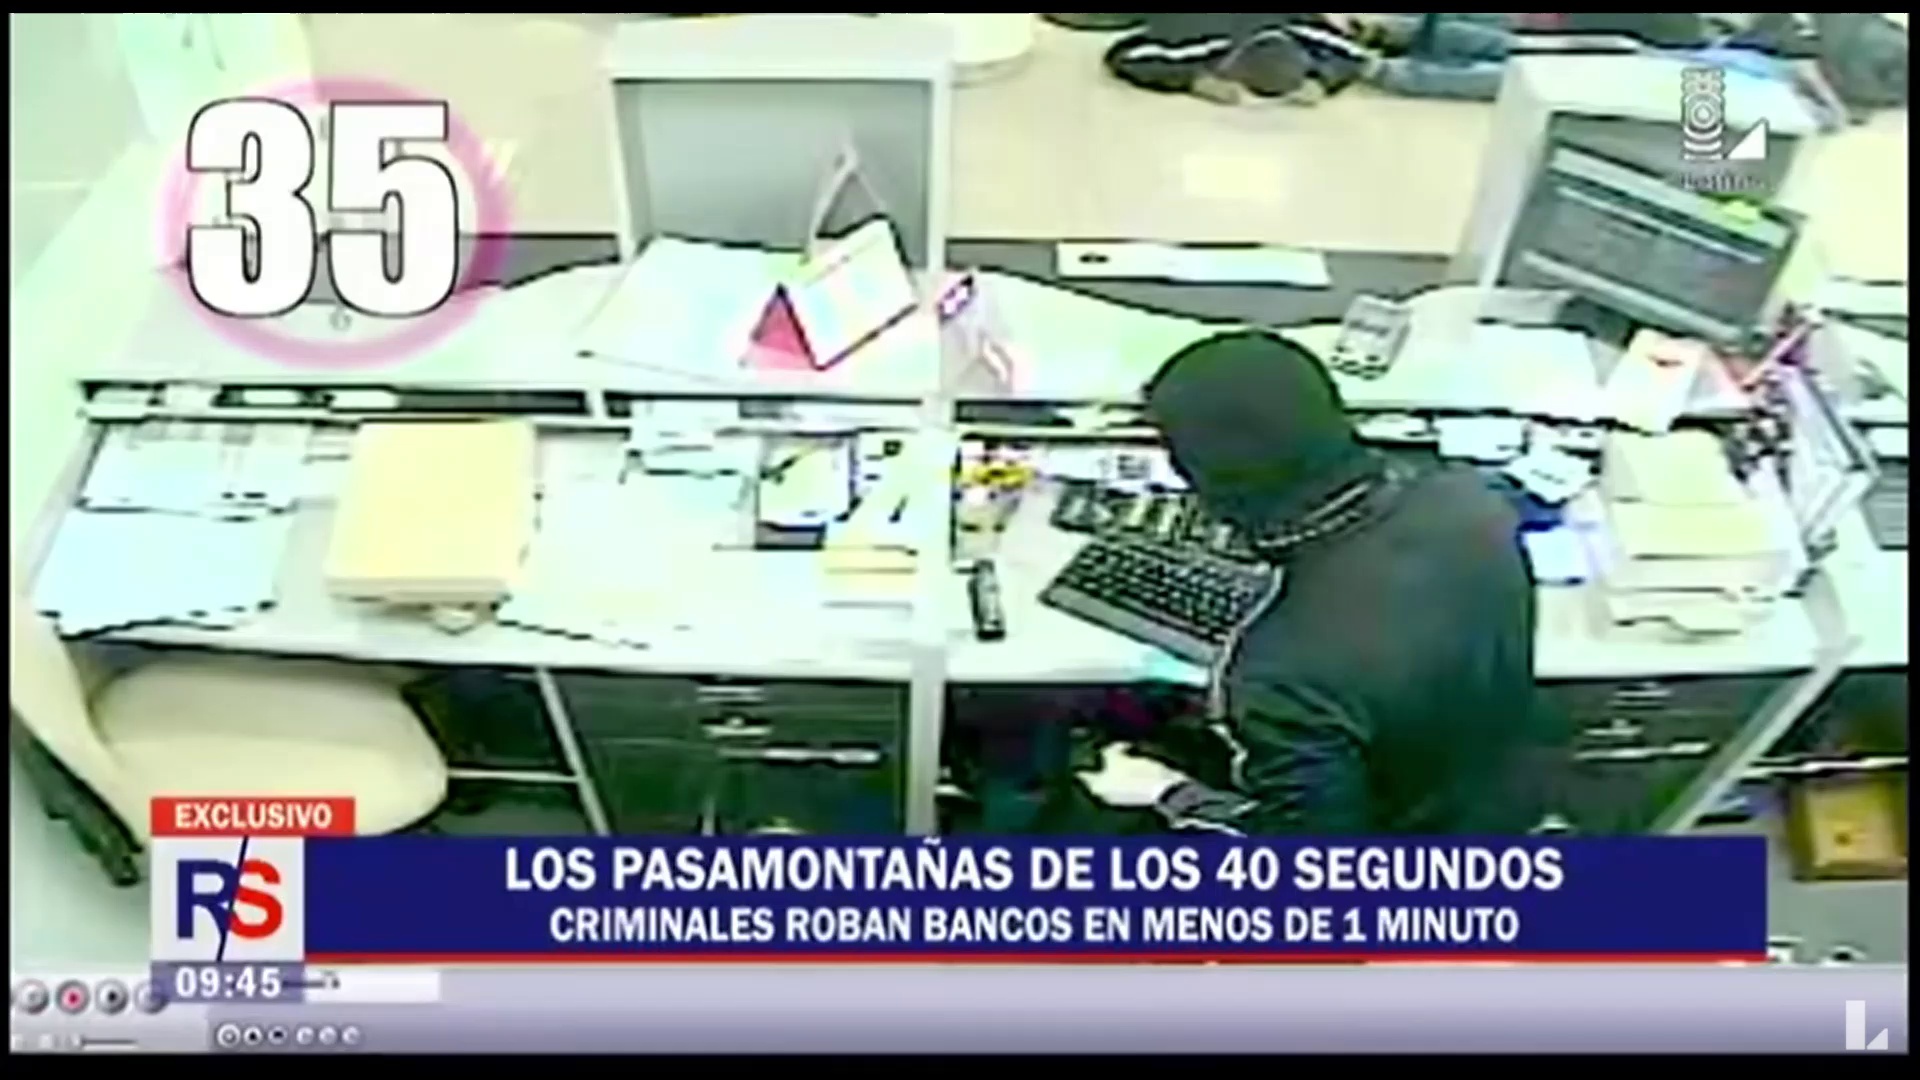 35
EXCLUSIVO
RS
LOS PASAMONTAÑAS DE LOS 40 SEGUNDOS
CRIMINALES ROBAN BANCOS EN MENOS DE 1 MINUTO
09:45